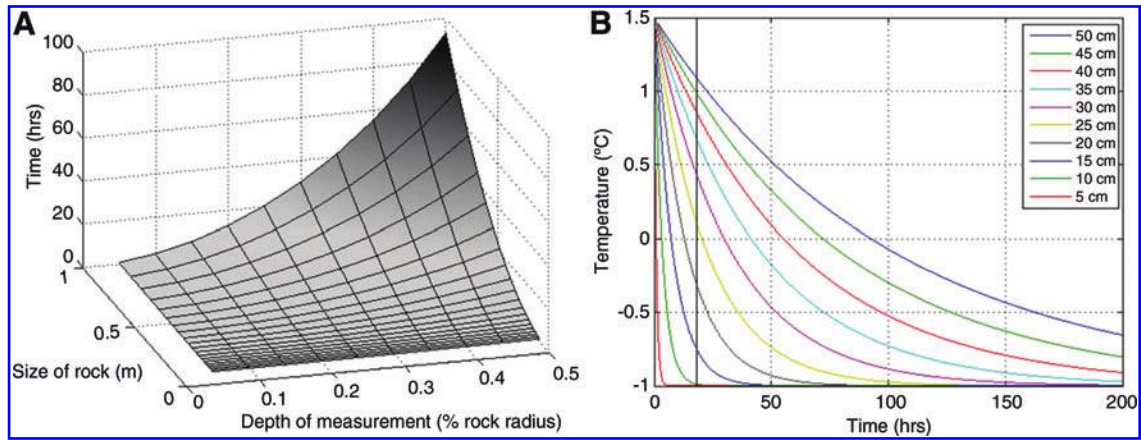 A
100
80
60
40
20
0
Time (hrs)
1
0.5
0
Size of rock (m)
0
0.1
0.2
0.3
0.4
0.5
Depth of measurement (% rock radius)
B
1.5
1
0.5
0
-0.5
-1
Temperature (ºC)
50 cm
45 cm
40 cm
35 cm
30 cm
25 cm
20 cm
15 cm
10 cm
5 cm
0
50
100
150
200
Time (hrs)